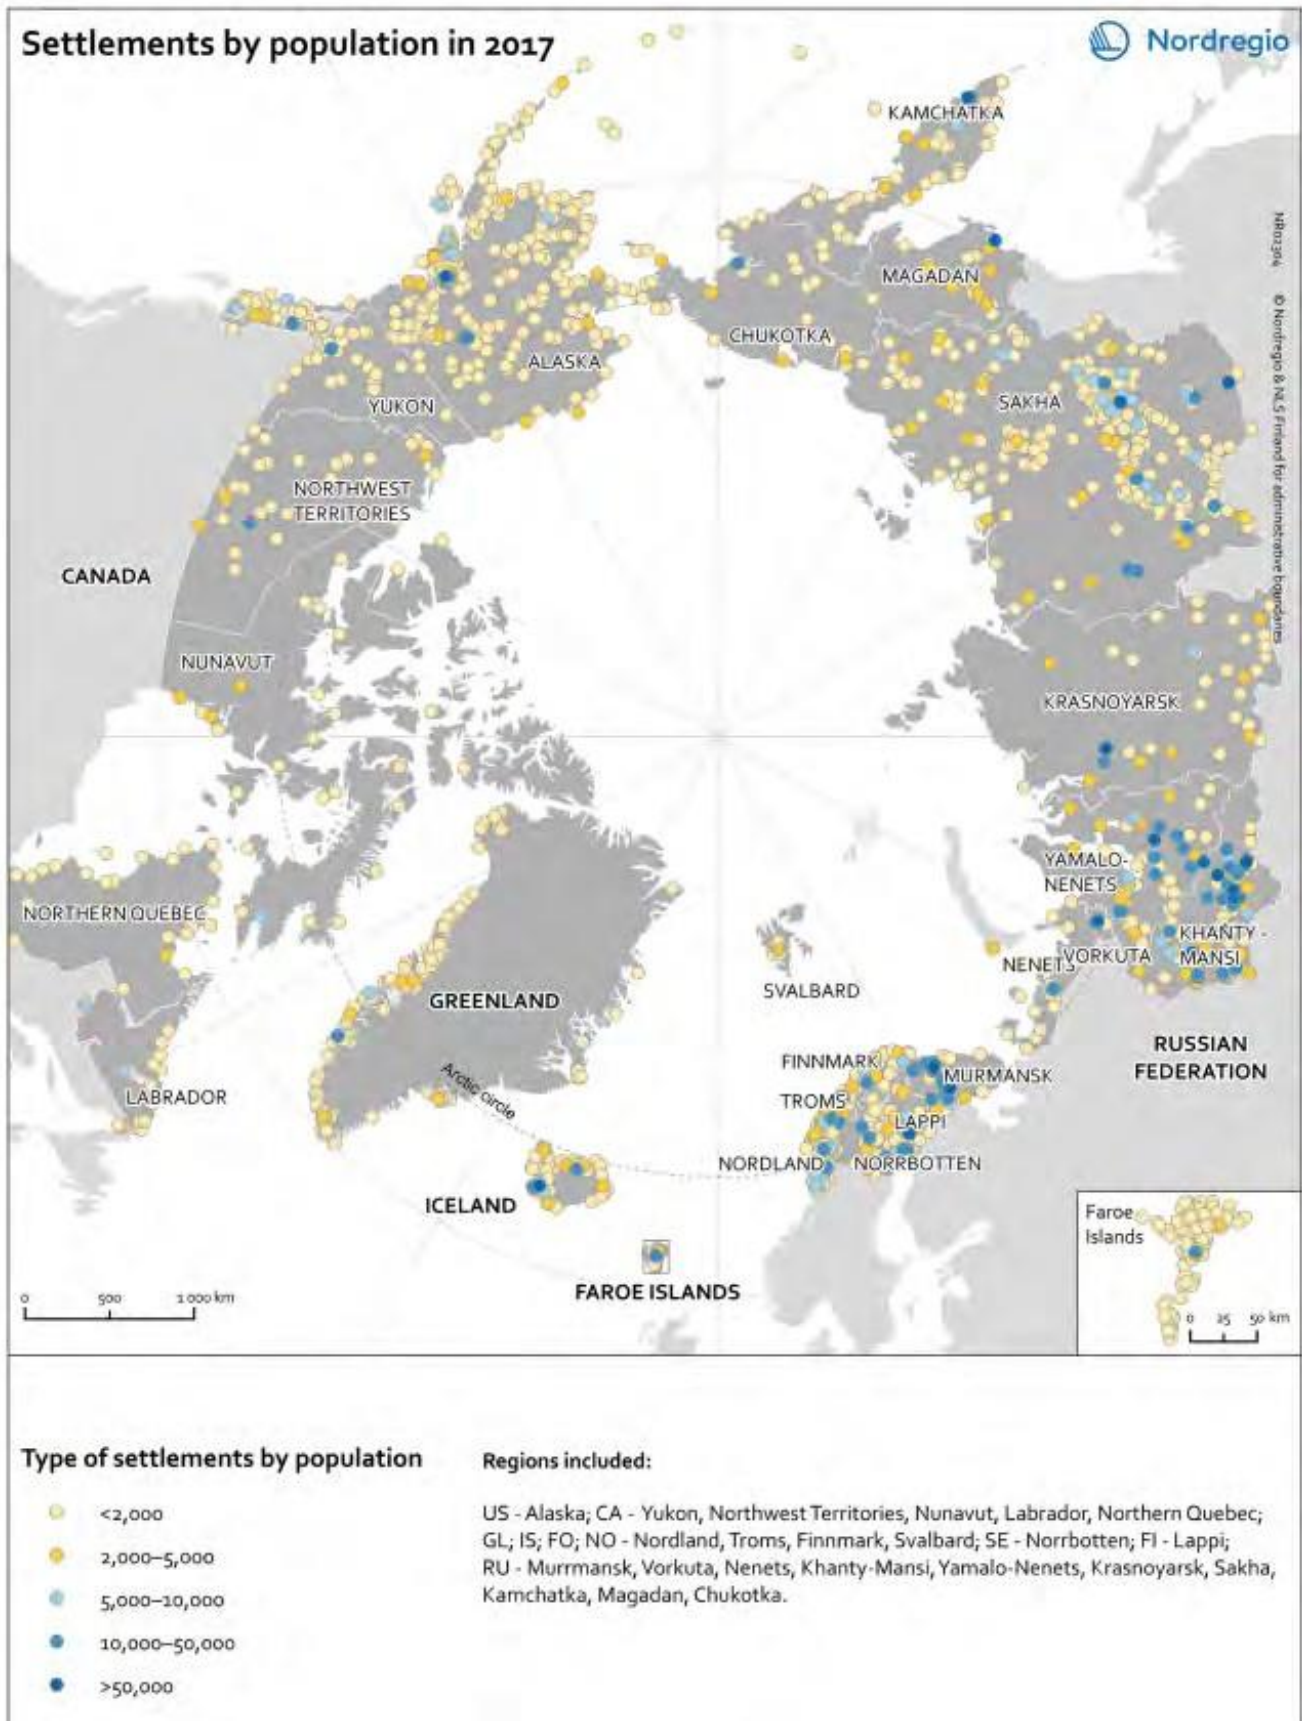 Settlements by population in 2017
Nordregio
KAMCHATKA
MAGADAN
CHUKOTKA
ALASKA
SAKHA
YUKON
NORTHWEST
TERRITORIES
CANADA
NUNAVUT
KRASNOYARSK
YAMALO-
NENETS
NORTHERN QUEBEC
KHANTY -
MANSI
VORKUTA
NENETS
SVALBARD
GREENLAND
RUSSIAN
FEDERATION
FINNMARK
MURMANSK
Arctic circle
LABRADOR
TROMS
LAPPI
NORDLAND
NORRBOTTEN
ICELAND
FAROE ISLANDS
Faroe
Islands
0 25 50 km
0 500 1 000 km
NR02304 © Nordregio & NLS Finland for administrative boundaries
Type of settlements by population
<2,000
2,000–5,000
5,000–10,000
10,000–50,000
>50,000
Regions included:
US - Alaska; CA - Yukon, Northwest Territories, Nunavut, Labrador, Northern Quebec;
GL; IS; FO; NO - Nordland, Troms, Finnmark, Svalbard; SE - Norrbotten; FI - Lappi;
RU - Murrmansk, Vorkuta, Nenets, Khanty-Mansi, Yamalo-Nenets, Krasnoyarsk, Sakha,
Kamchatka, Magadan, Chukotka.